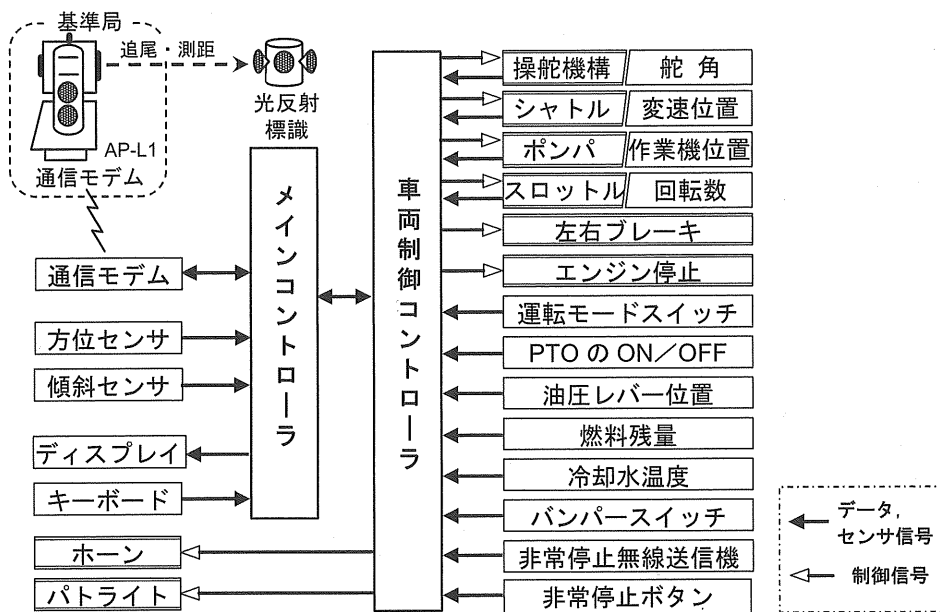 基準局
追尾・測距
光反射
標識
AP-L1
通信モデム
通信モデム
方位センサ
傾斜センサ
ディスプレイ
キーボード
ホーン
パトライト
メインコントローラ
車両制御コントローラ
操舵機構 舵角
シャトル 変速位置
ポンパ 作業機位置
スロットル 回転数
左右ブレーキ
エンジン停止
運転モードスイッチ
PTOのON/OFF
油圧レバー位置
燃料残量
冷却水温度
バンパースイッチ
非常停止無線送信機
非常停止ボタン
データ,
センサ信号
制御信号